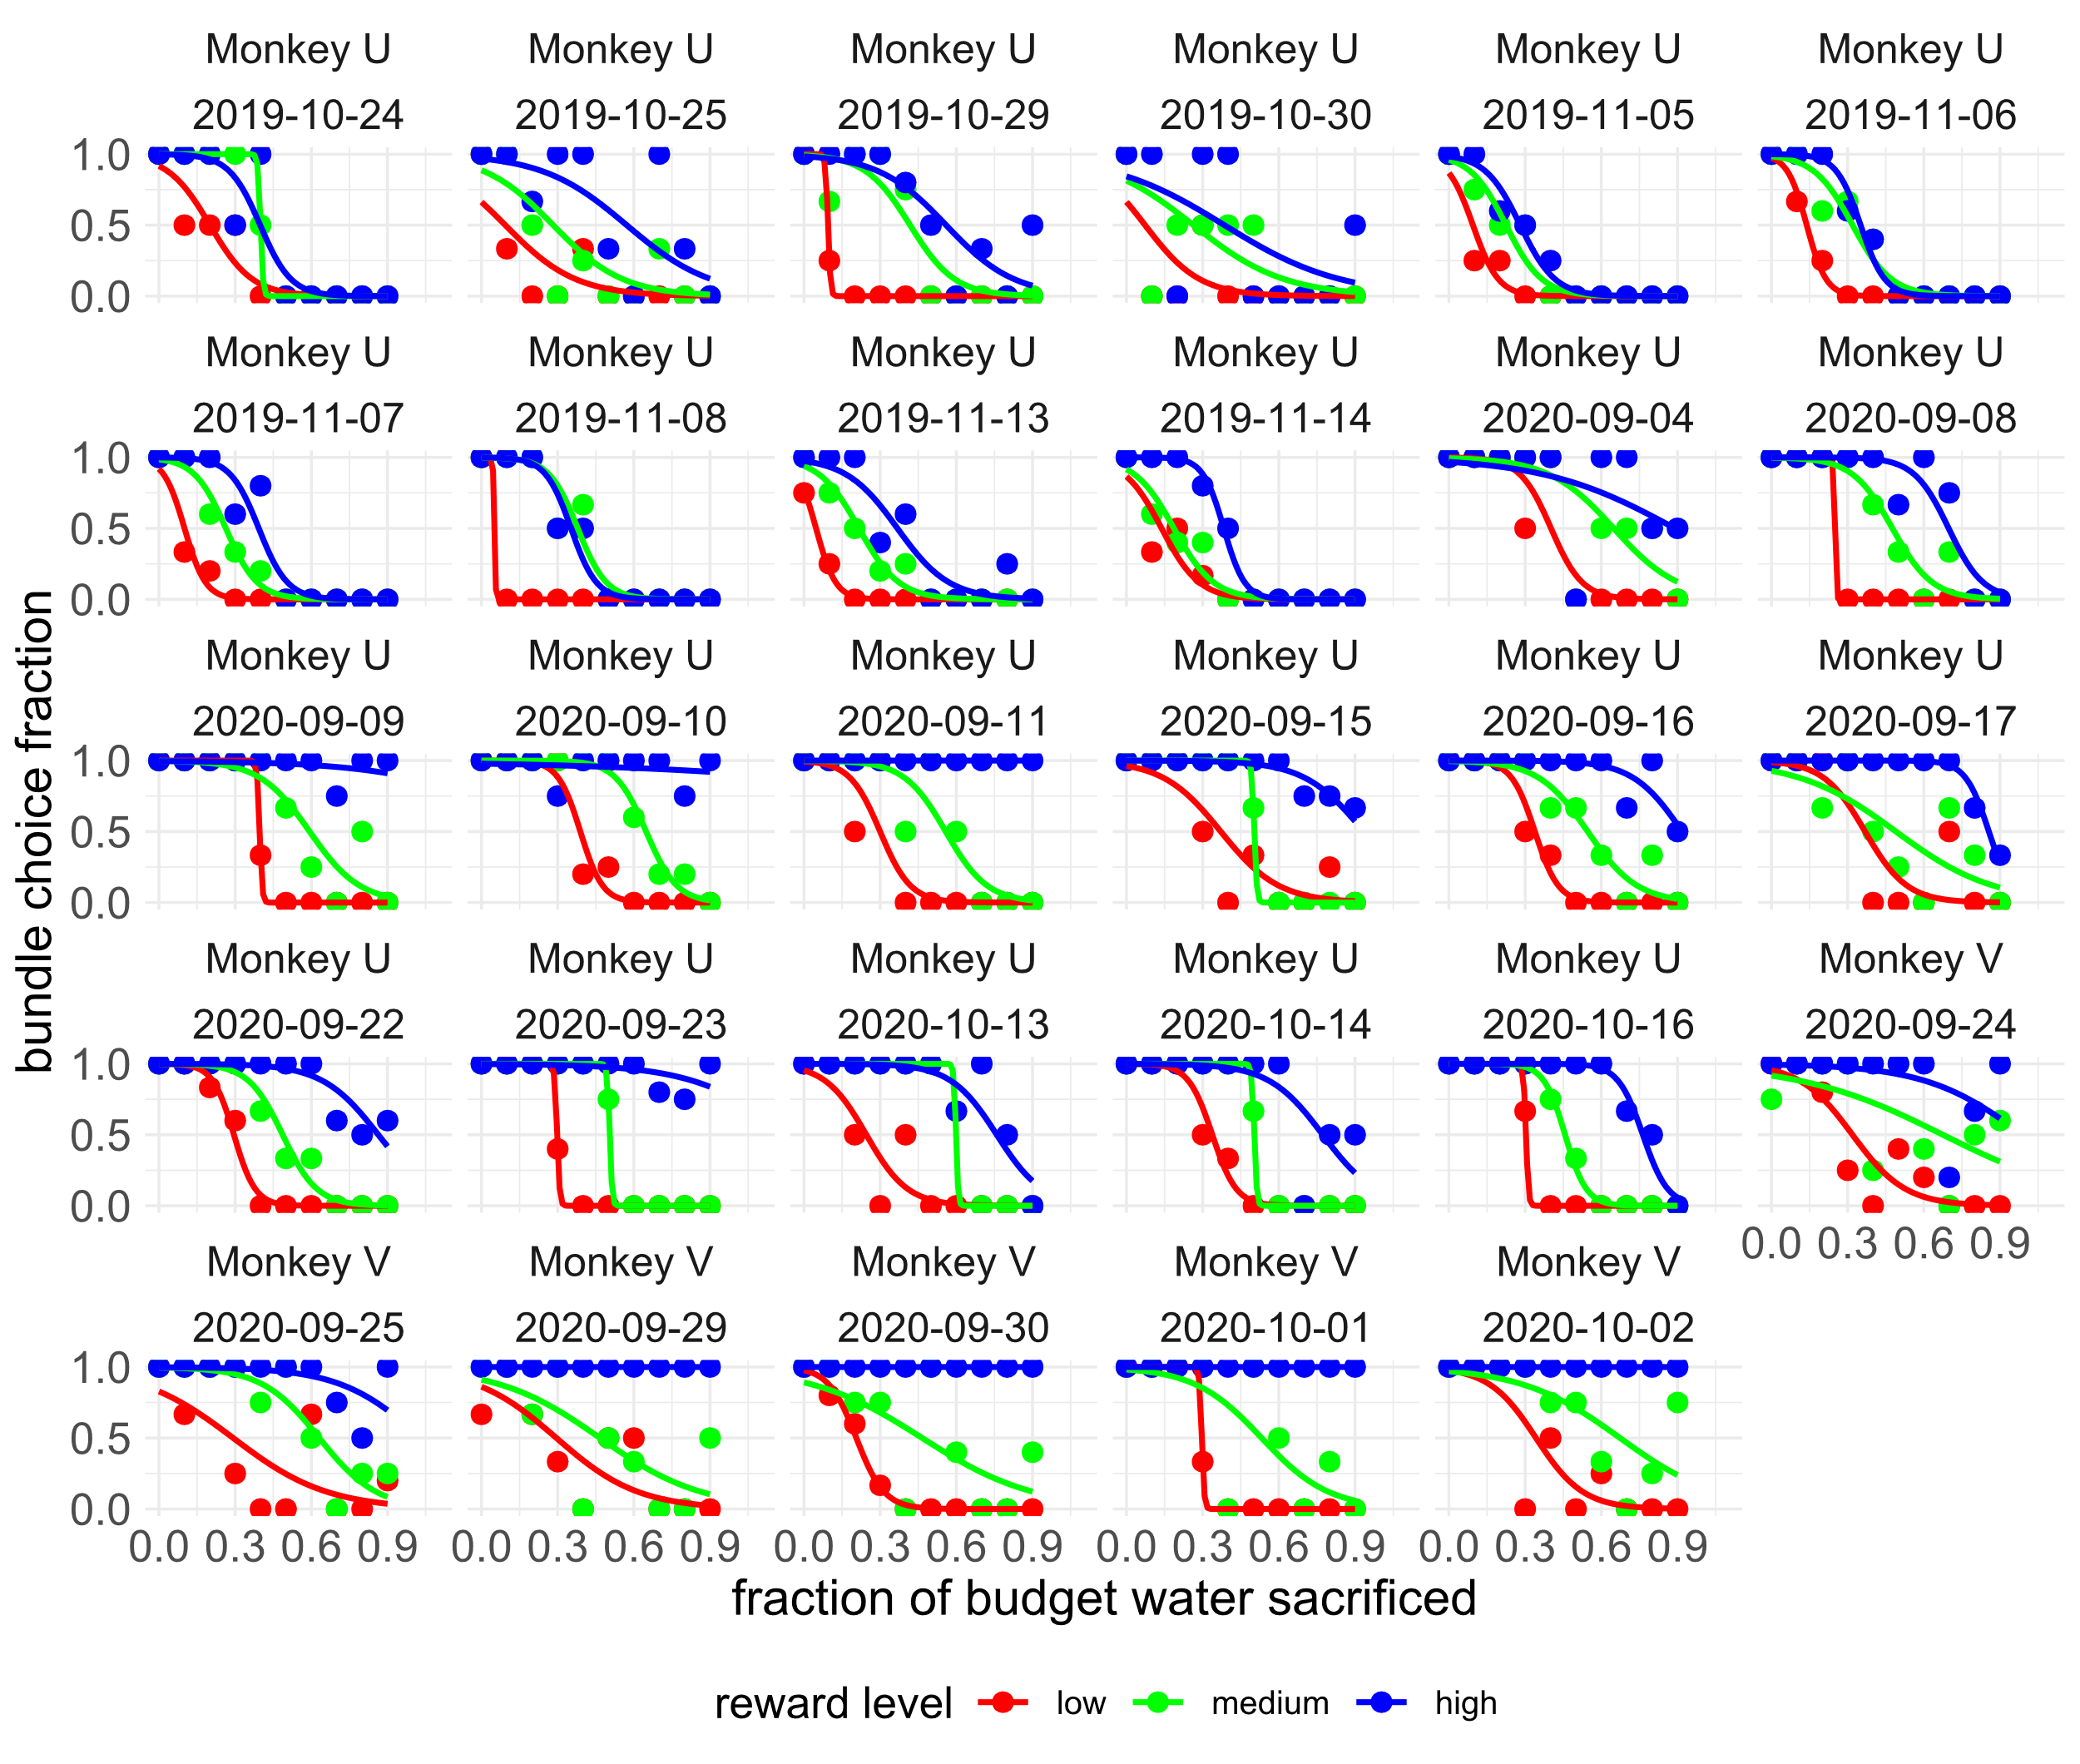 Monkey U Monkey U Monkey U Monkey U Monkey U Monkey U
2019-10-24 2019-10-25 2019-10-29 2019-10-30 2019-11-05 2019-11-06
1.0
0.5
0.0
Monkey U Monkey U Monkey U Monkey U Monkey U Monkey U
2019-11-07 2019-11-08 2019-11-13 2019-11-14 2020-09-04 2020-09-08
1.0
0.5
0.0
Monkey U Monkey U Monkey U Monkey U Monkey U Monkey U
2020-09-09 2020-09-10 2020-09-11 2020-09-15 2020-09-16 2020-09-17
1.0
0.5
0.0
bundle choice fraction
Monkey U Monkey U Monkey U Monkey U Monkey U Monkey V
2020-09-22 2020-09-23 2020-10-13 2020-10-14 2020-10-16 2020-09-24
1.0
0.5
0.0
0.0 0.3 0.6 0.9
Monkey V Monkey V Monkey V Monkey V Monkey V
2020-09-25 2020-09-29 2020-09-30 2020-10-01 2020-10-02
1.0
0.5
0.0
0.0 0.3 0.6 0.9 0.0 0.3 0.6 0.9 0.0 0.3 0.6 0.9 0.0 0.3 0.6 0.9 0.0 0.3 0.6 0.9
fraction of budget water sacrificed
reward level low medium high